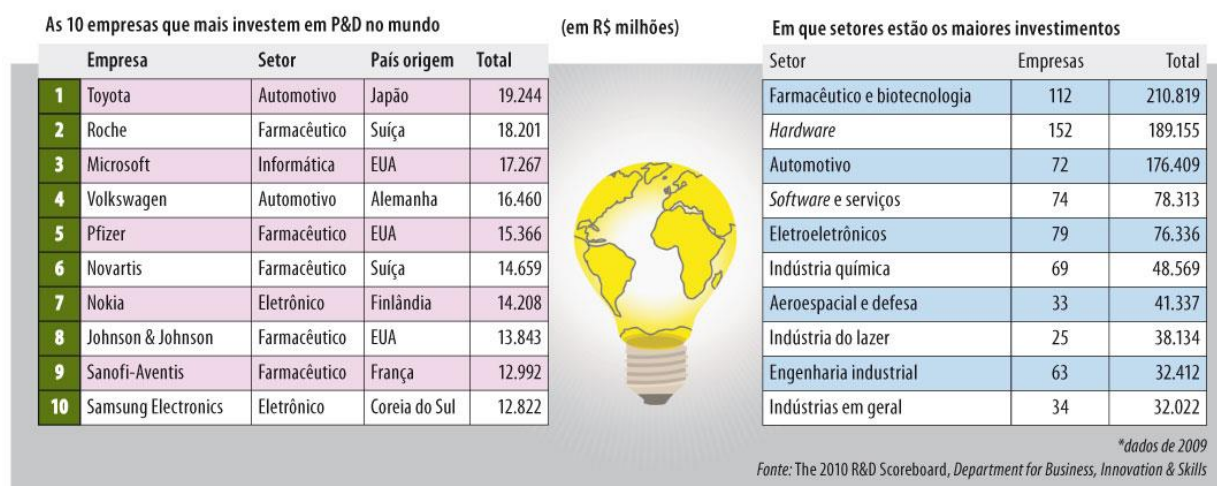 As 10 empresas que mais investem em P&D no mundo
(em R$ milhões)
Empresa Setor País origem Total
1 Toyota Automotivo Japão 19.244
2 Roche Farmacêutico Suíça 18.201
3 Microsoft Informática EUA 17.267
4 Volkswagen Automotivo Alemanha 16.460
5 Pfizer Farmacêutico EUA 15.366
6 Novartis Farmacêutico Suíça 14.659
7 Nokia Eletrônico Finlândia 14.208
8 Johnson & Johnson Farmacêutico EUA 13.843
9 Sanofi-Aventis Farmacêutico França 12.992
10 Samsung Electronics Eletrônico Coreia do Sul 12.822
Em que setores estão os maiores investimentos
Setor Empresas Total
Farmacêutico e biotecnologia 112 210.819
Hardware 152 189.155
Automotivo 72 176.409
Software e serviços 74 78.313
Eletroeletrônicos 79 76.336
Indústria química 69 48.569
Aeroespacial e defesa 33 41.337
Indústria do lazer 25 38.134
Engenharia industrial 63 32.412
Indústrias em geral 34 32.022
*dados de 2009
Fonte: The 2010 R&D Scoreboard, Department for Business, Innovation & Skills